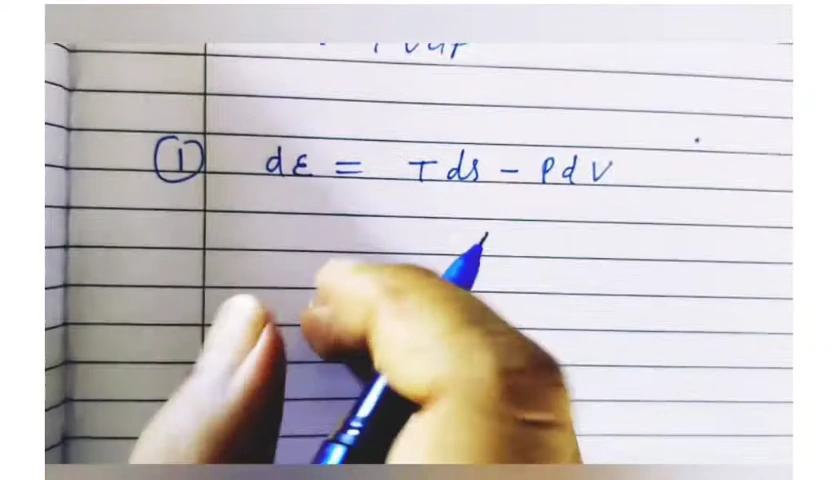 ① dε = Tds - PdV